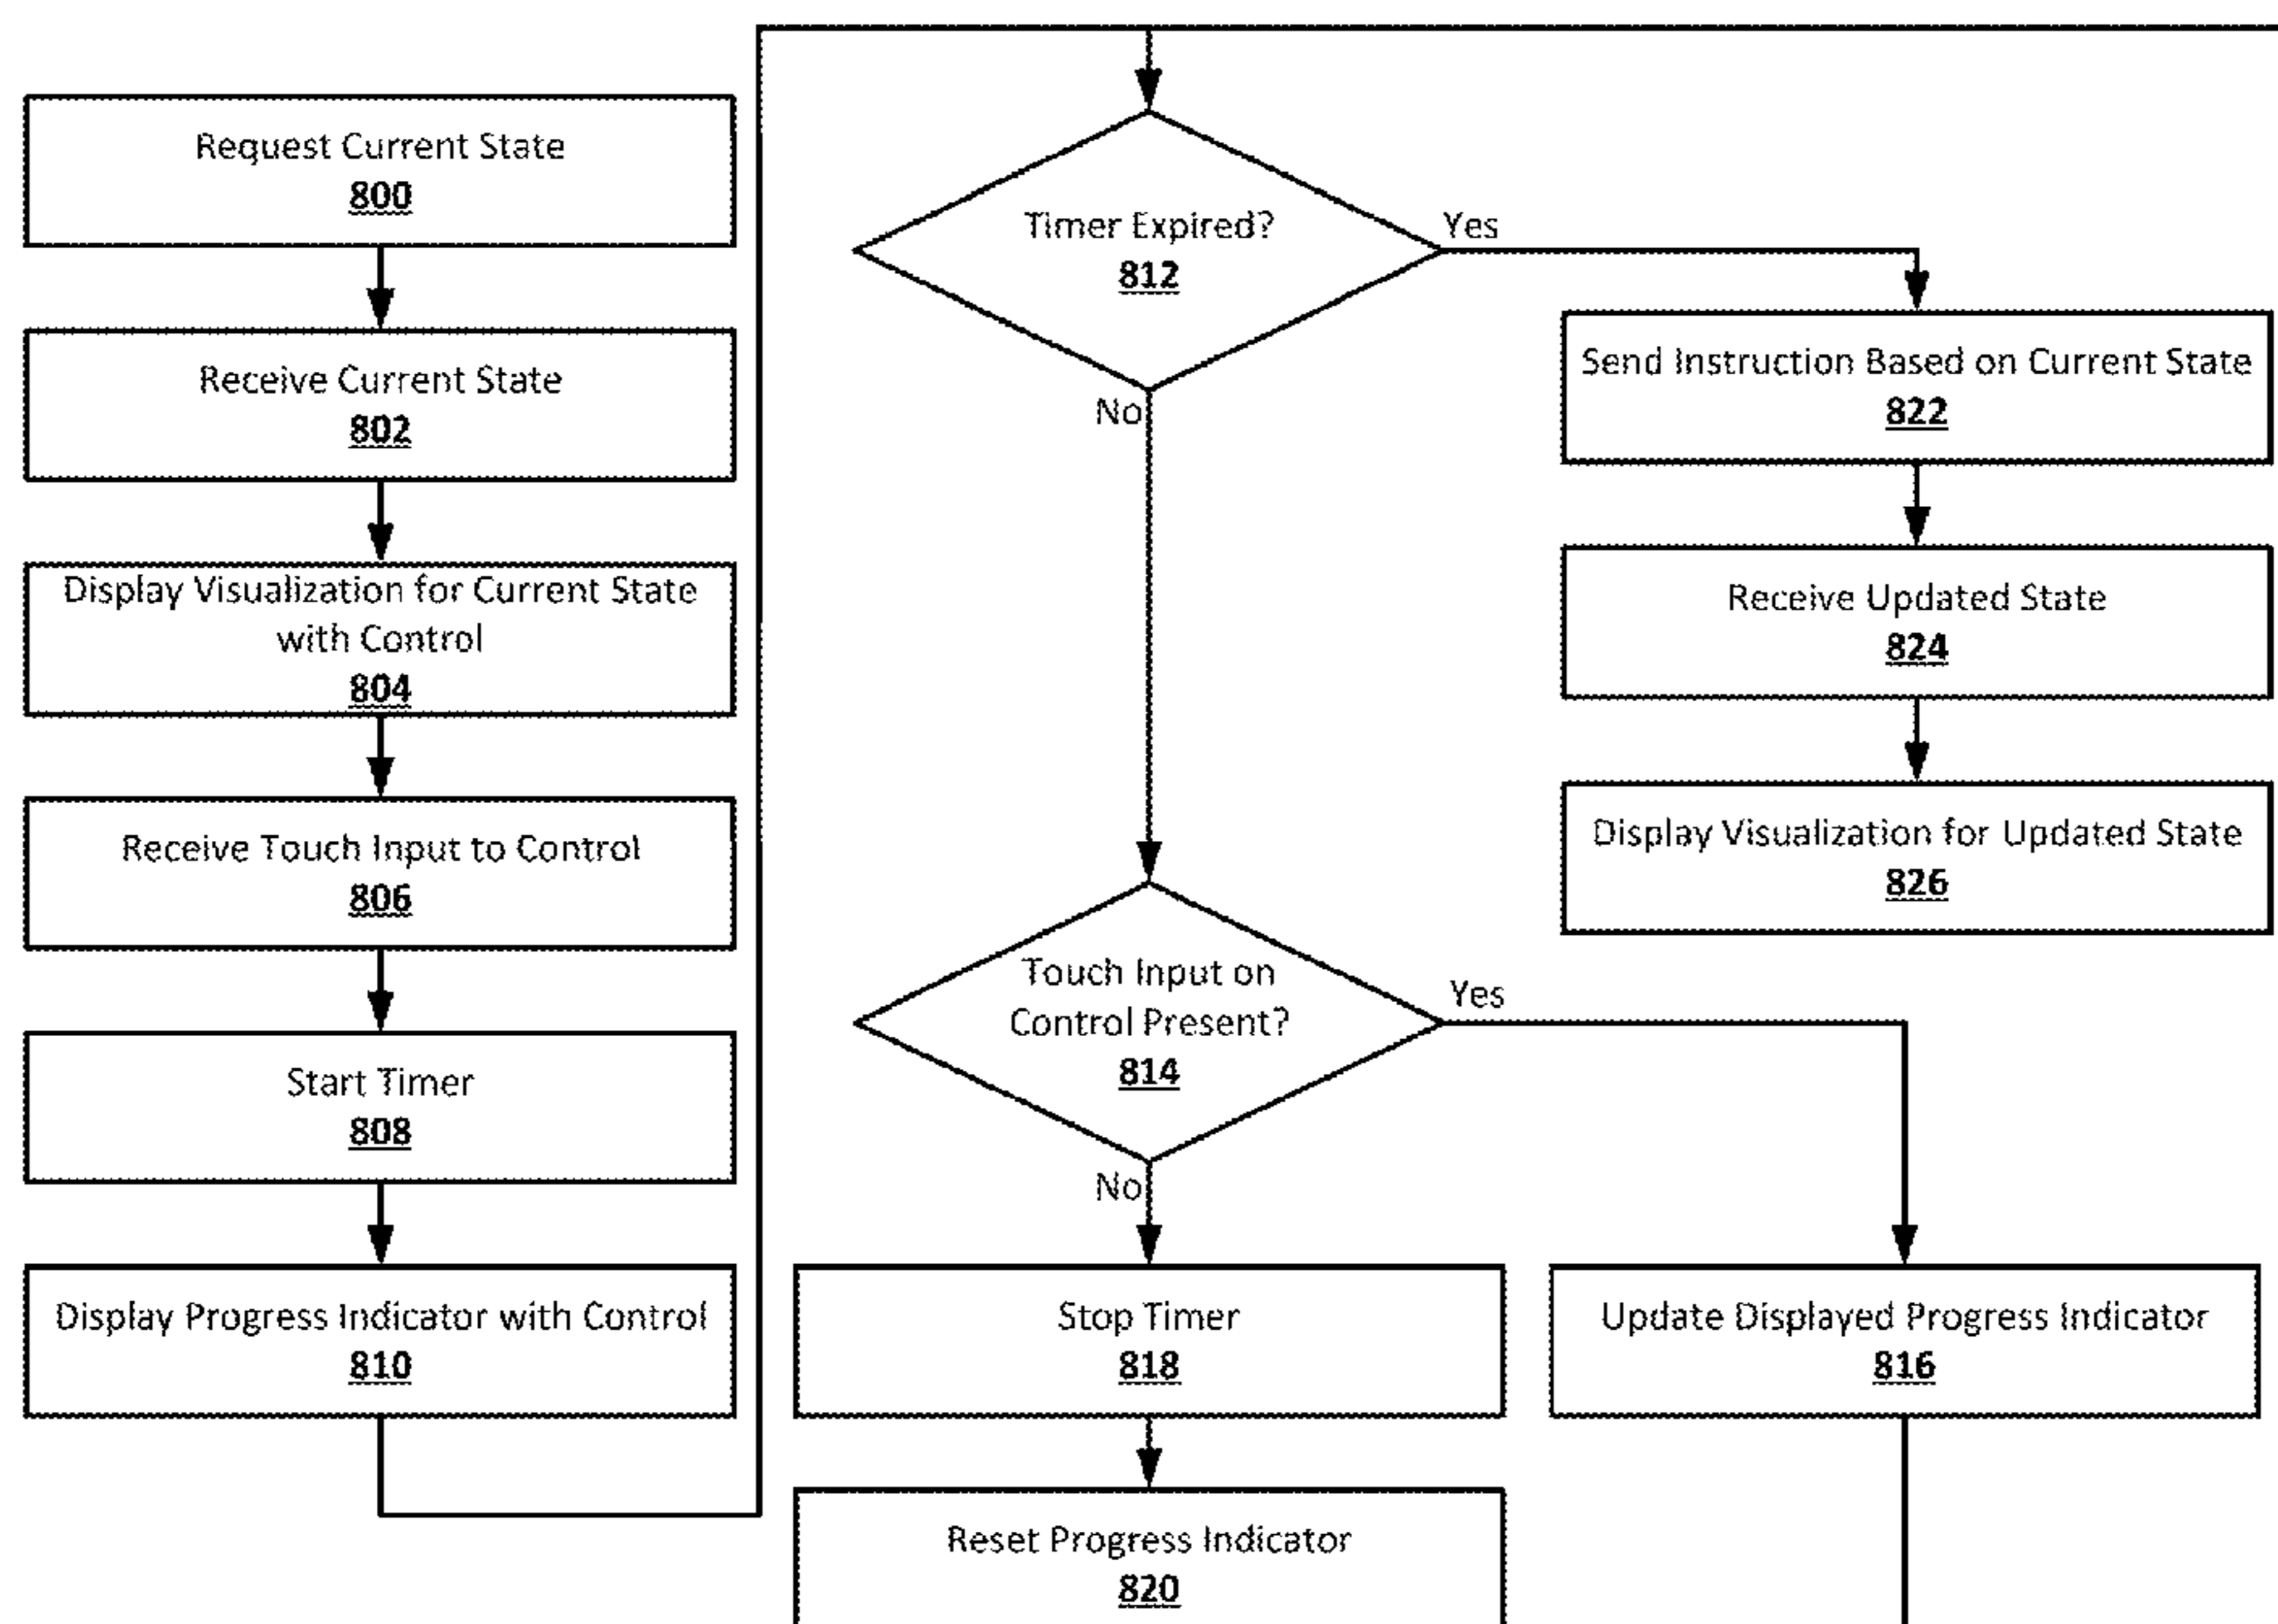 Request Current State
800
Receive Current State
802
Display Visualization for Current State
with Control
804
Receive Touch Input to Control
806
Start Timer
808
Display Progress Indicator with Control
810
Timer Expired?
812
Yes
No
Touch Input on
Control Present?
814
Yes
No
Stop Timer
818
Reset Progress Indicator
820
Send Instruction Based on Current State
822
Receive Updated State
824
Display Visualization for Updated State
826
Update Displayed Progress Indicator
816